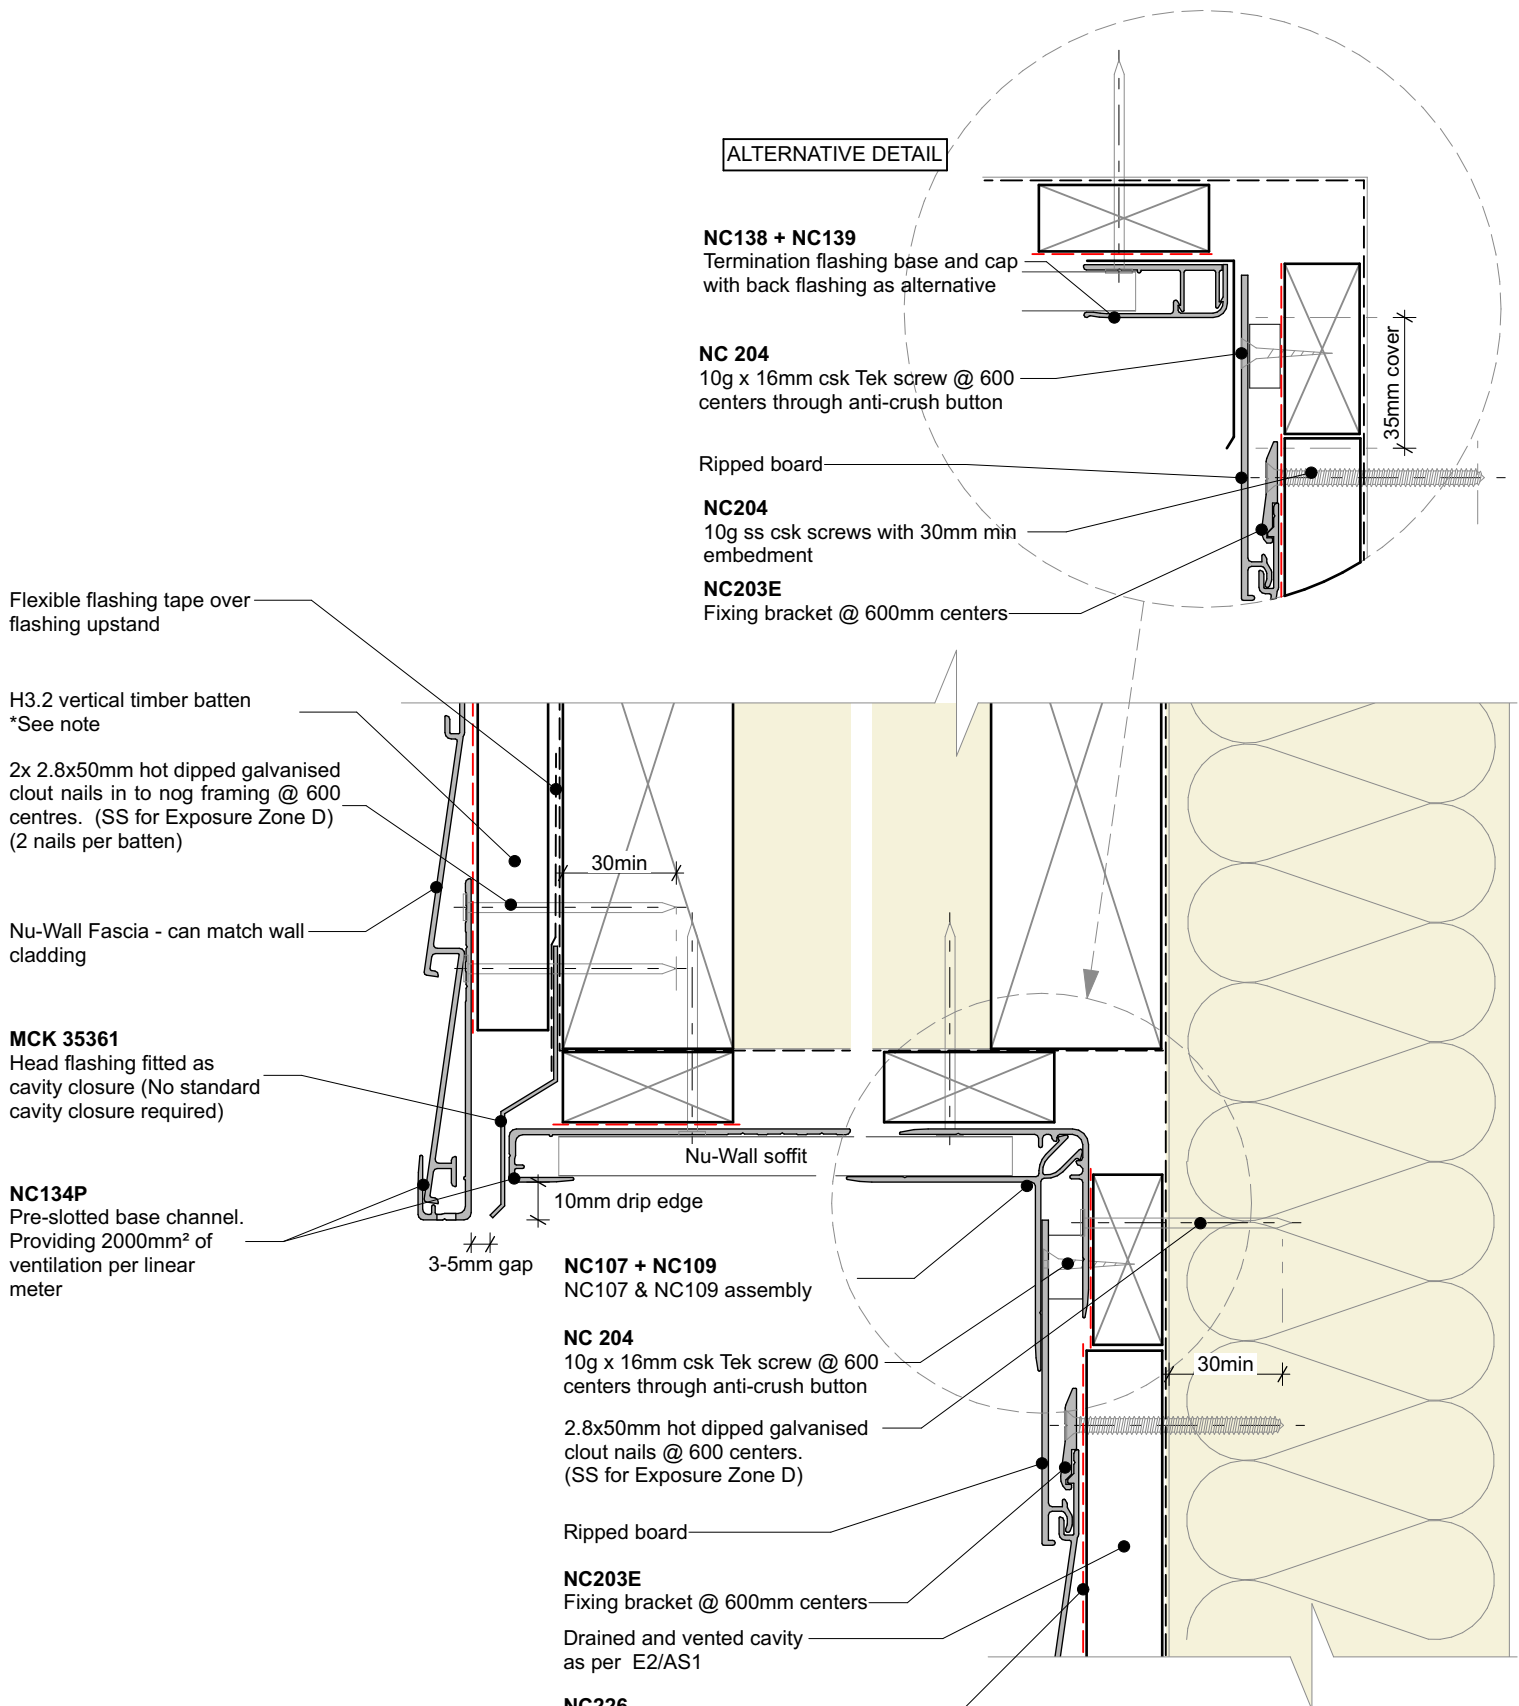 ALTERNATIVE DETAIL
NC138 + NC139
Termination flashing base and cap
with back flashing as alternative
NC 204
10g x 16mm csk Tek screw @ 600
centers through anti-crush button
35mm cover
Ripped board
NC204
10g ss csk screws with 30mm min
embedment
NC203E
Fixing bracket @ 600mm centers
Flexible flashing tape over
flashing upstand
H3.2 vertical timber batten
*See note
2x 2.8x50mm hot dipped galvanised
clout nails in to nog framing @ 600
centres.  (SS for Exposure Zone D)
(2 nails per batten)
30min
Nu-Wall Fascia - can match wall
cladding
MCK 35361
Head flashing fitted as
cavity closure (No standard
cavity closure required)
Nu-Wall soffit
NC134P
Pre-slotted base channel.
Providing 2000mm² of
ventilation per linear
meter
10mm drip edge
3-5mm gap
NC107 + NC109
NC107 & NC109 assembly
NC 204
10g x 16mm csk Tek screw @ 600
centers through anti-crush button
30min
2.8x50mm hot dipped galvanised
clout nails @ 600 centers.
(SS for Exposure Zone D)
Ripped board
NC203E
Fixing bracket @ 600mm centers
Drained and vented cavity
as per  E2/AS1
NC226